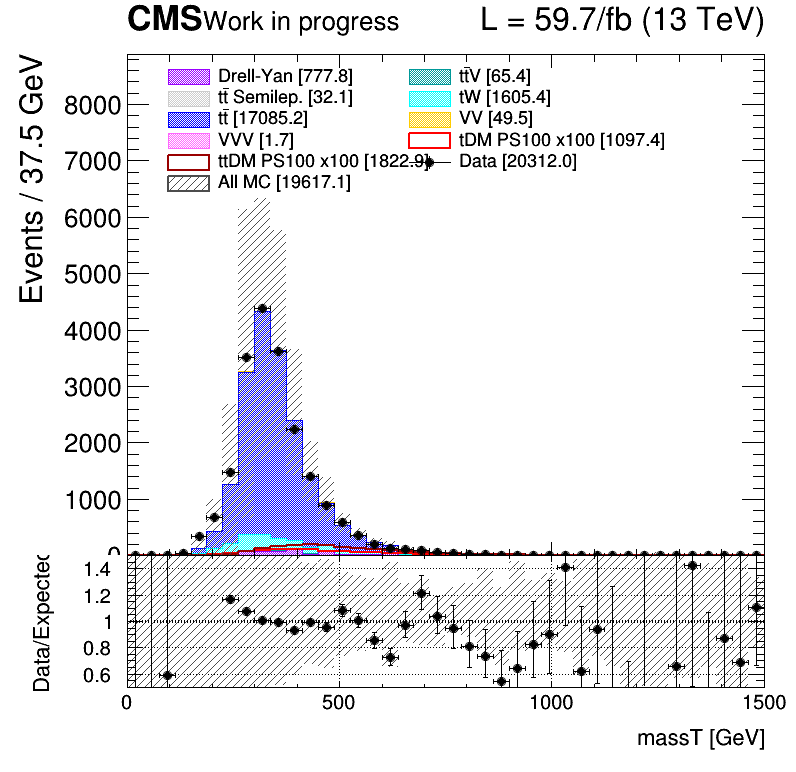 CMS Work in progress L = 59.7/fb (13 TeV)
Events / 37.5 GeV
Drell-Yan [777.8] tt̄V [65.4]
tt̄ Semilep. [32.1] tW [1605.4]
tt̄ [17085.2] VV [49.5]
VVV [1.7] tDM PS100 x100 [1097.4]
ttDM PS100 x100 [1822.9] Data [20312.0]
All MC [19617.1]
8000
7000
6000
5000
4000
3000
2000
1000
0
Data/Expected
1.4
1.2
1
0.8
0.6
0 500 1000 1500
massT [GeV]